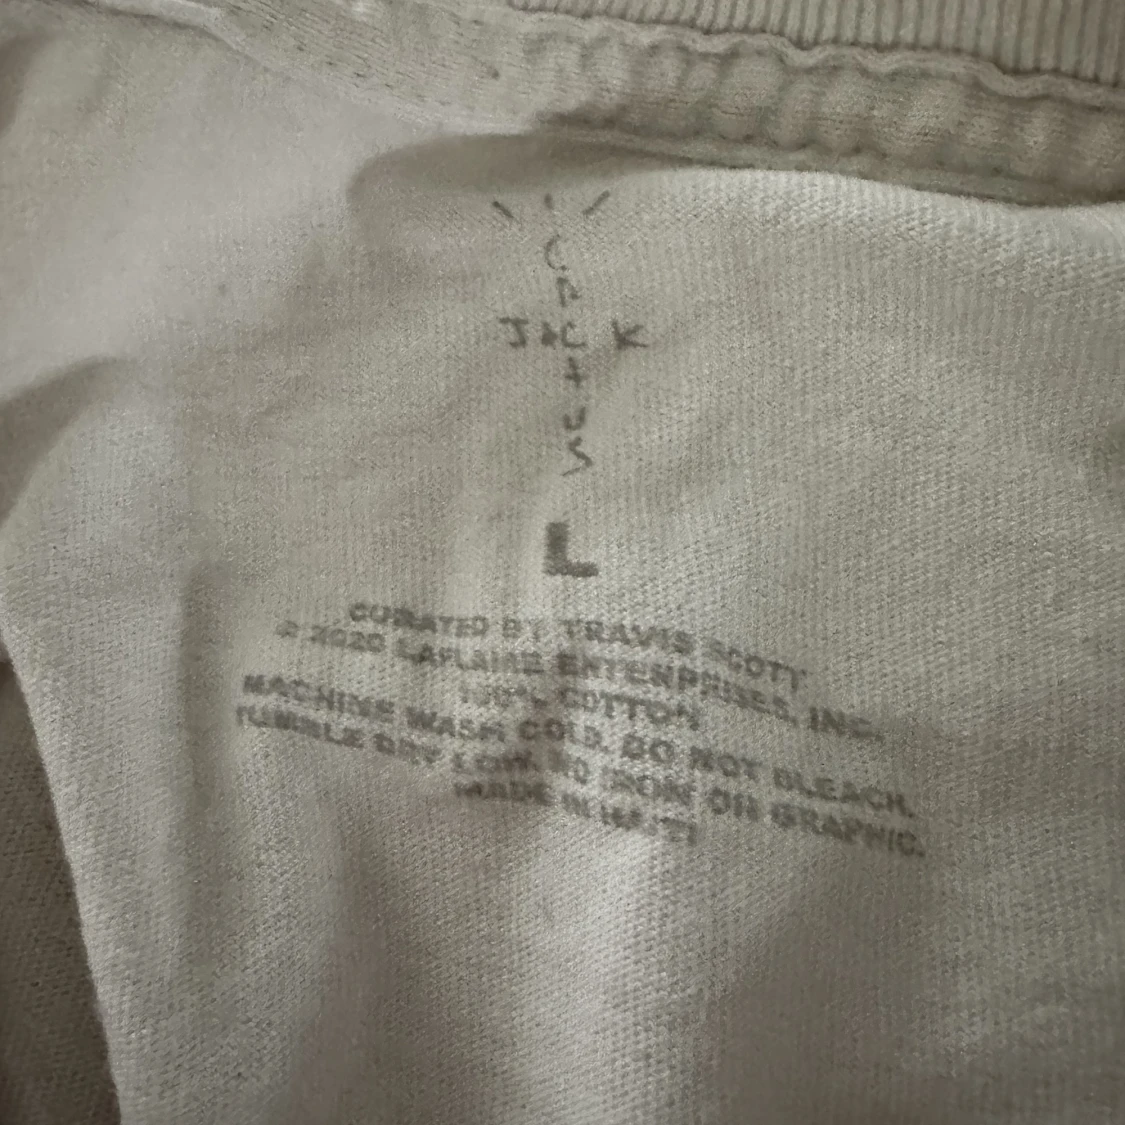 CACTUS
JACK
L
CURATED BY TRAVIS SCOTT
© 2020 LAFLAME ENTERPRISES, INC.
100% COTTON
MACHINE WASH COLD. DO NOT BLEACH.
TUMBLE DRY LOW. NO IRON ON GRAPHIC.
MADE IN